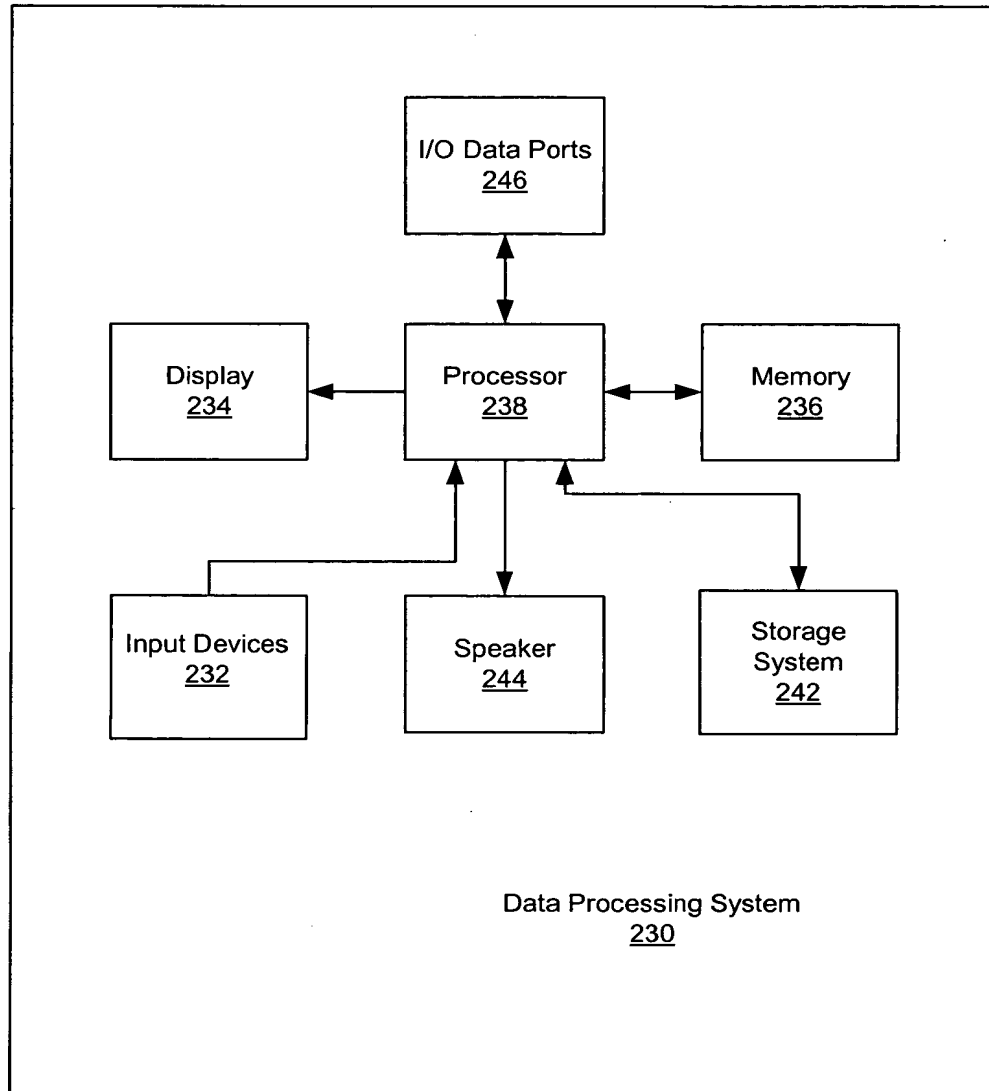 I/O Data Ports
246
Display
234
Processor
238
Memory
236
Input Devices
232
Speaker
244
Storage
System
242
Data Processing System
230